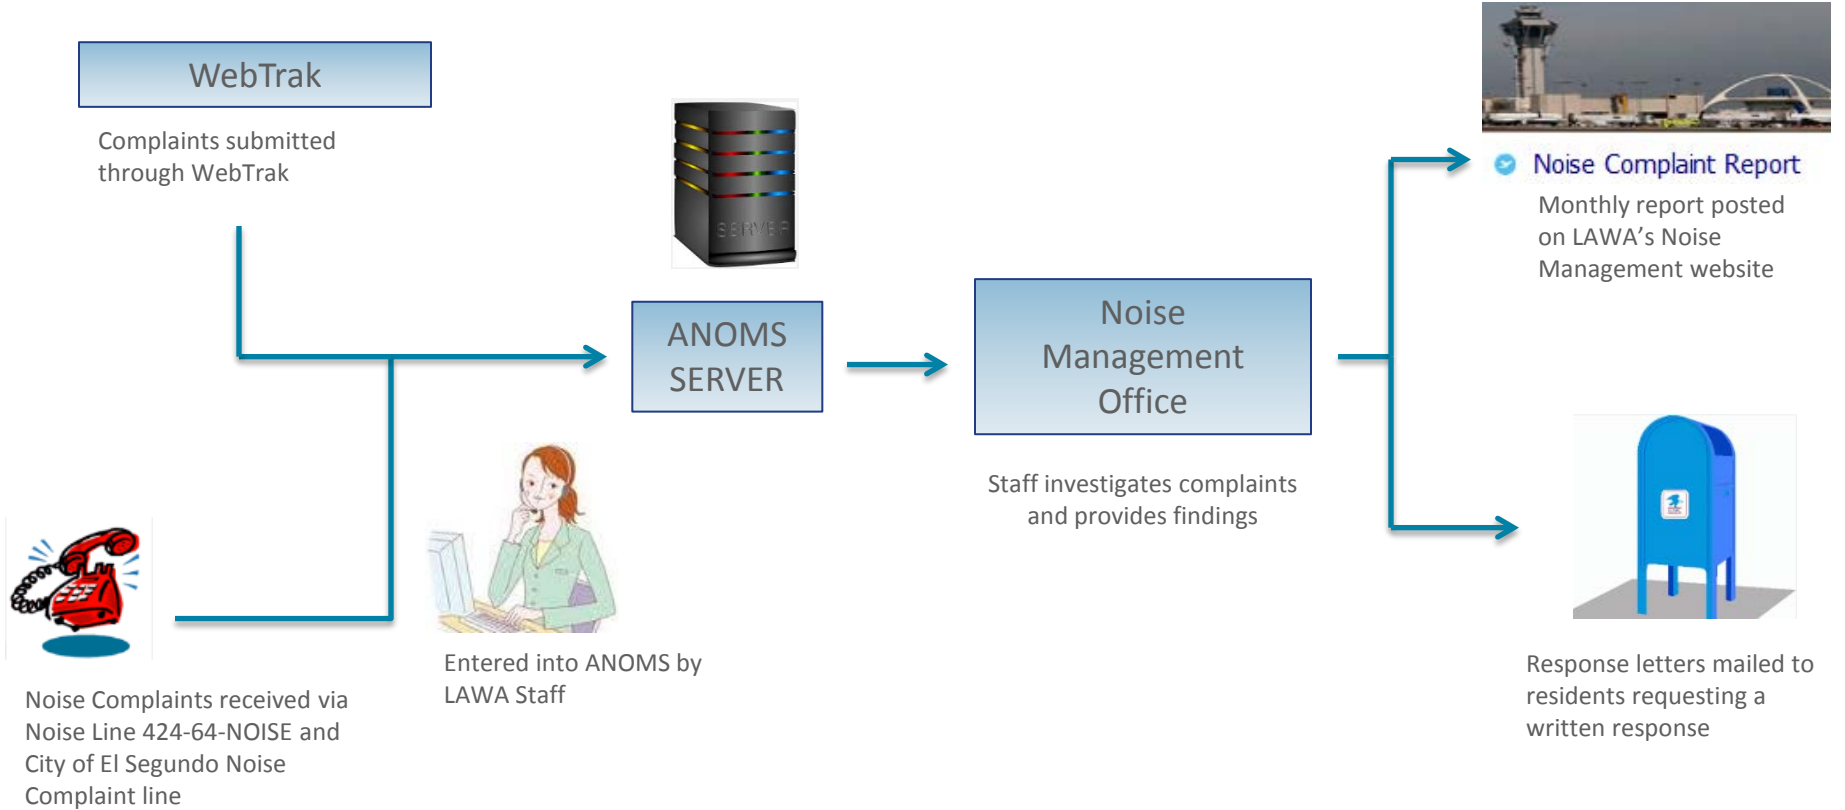 WebTrak
Complaints submitted
through WebTrak
SERVER
ANOMS
SERVER
Noise
Management
Office
Staff investigates complaints
and provides findings
Noise Complaint Report
Monthly report posted
on LAWA’s Noise
Management website
Entered into ANOMS by
LAWA Staff
Noise Complaints received via
Noise Line 424-64-NOISE and
City of El Segundo Noise
Complaint line
Response letters mailed to
residents requesting a
written response